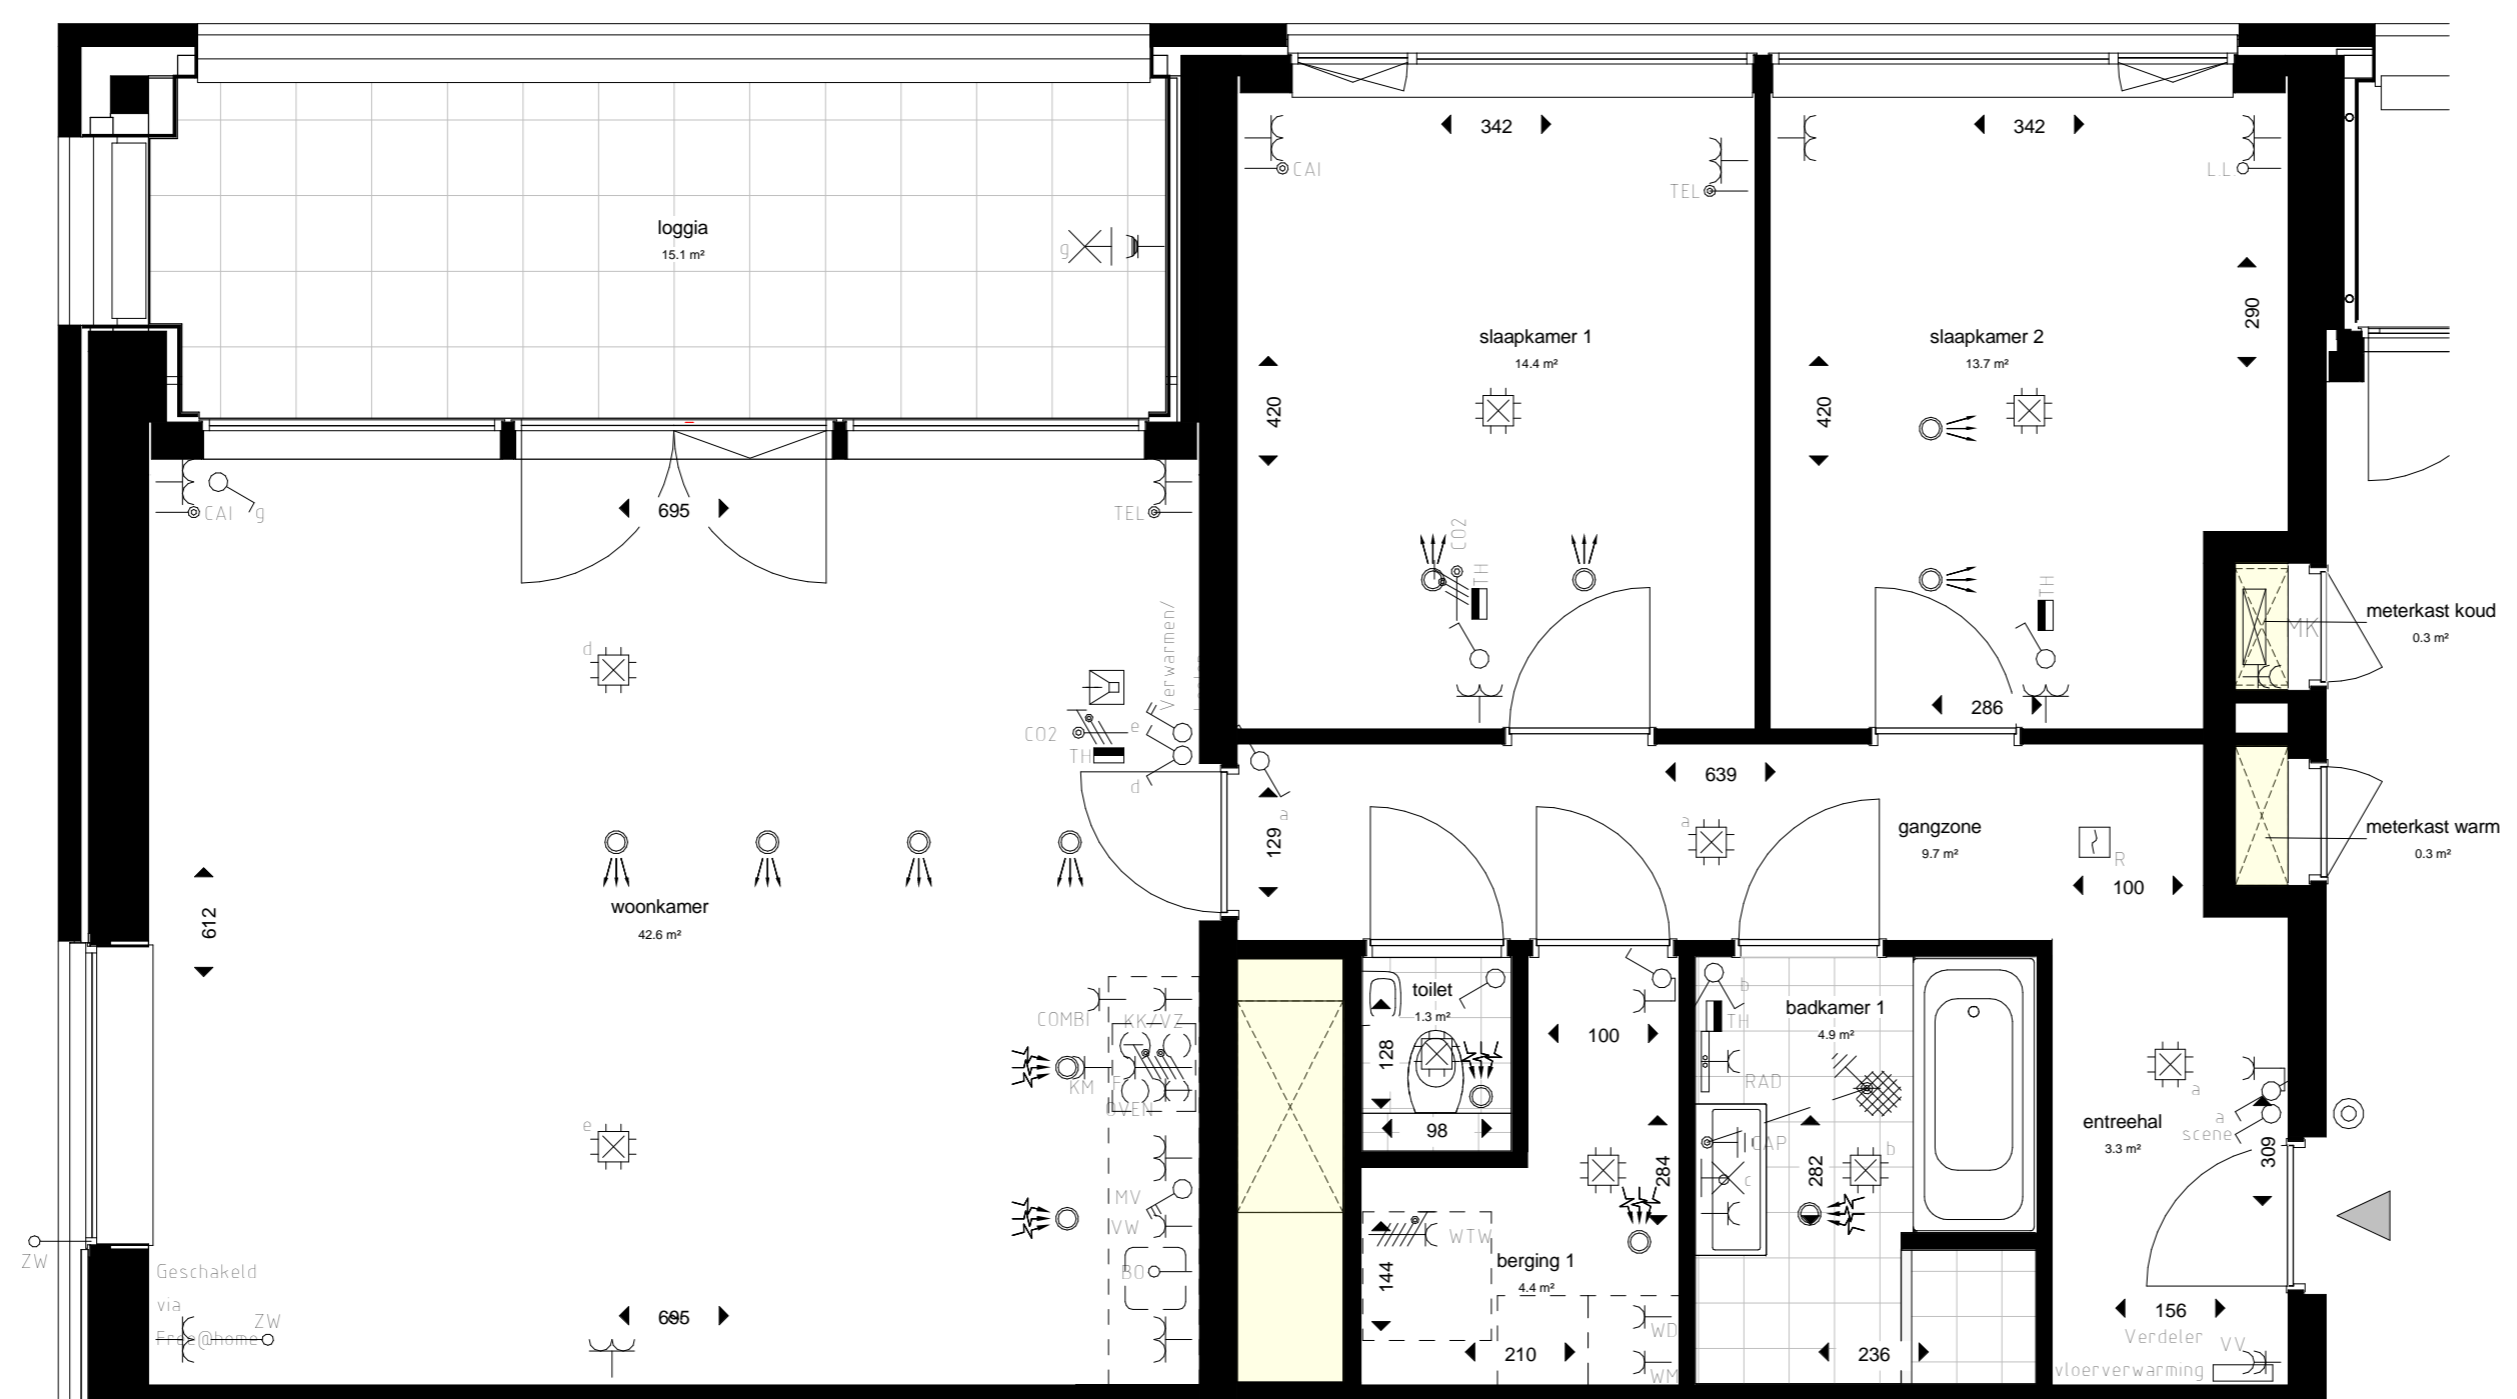 loggia
15.1 m²
g
342
342
CAI
TEL
L.L.
290
slaapkamer 1
14.4 m²
slaapkamer 2
13.7 m²
420
420
CAI
g
695
TEL
CO2
TH
TH
meterkast koud
0.3 m²
MK
d
Verwarmen/
CO2
e
TH
d
286
639
a
129
a
gangzone
9.7 m²
R
100
meterkast warm
0.3 m²
woonkamer
42.6 m²
612
COMBI
KK/VZ
KM
OVEN
e
MV
VW
BO
toilet
1.3 m²
128
98
100
284
WTW
144
berging 1
4.4 m²
210
WD
WM
b
TH
badkamer 1
4.9 m²
RAD
CAP
c
282
b
236
a
a
scene
entreehal
3.3 m²
309
156
Verdeler
vloerverwarming
VV
ZW
Geschakeld
via
Free@home
ZW
695